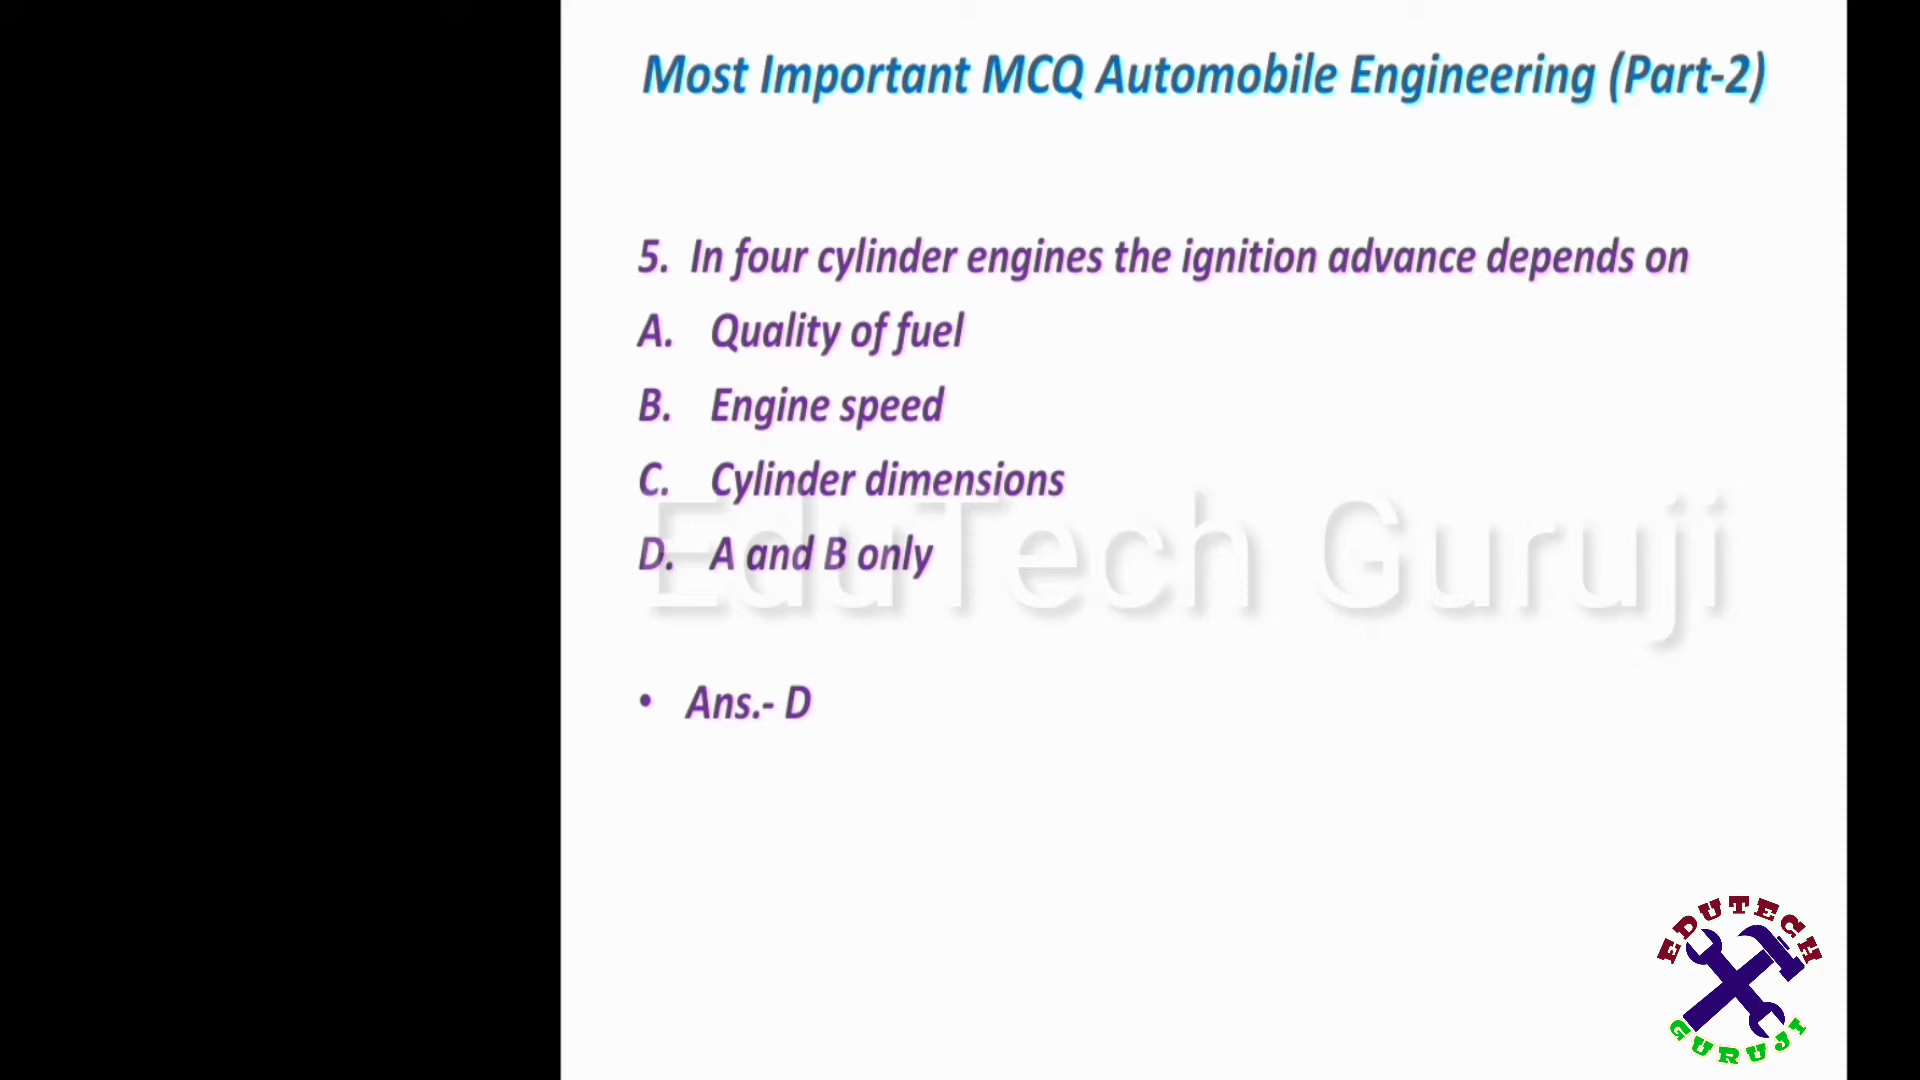 Most Important MCQ Automobile Engineering (Part-2)
5. In four cylinder engines the ignition advance depends on
A. Quality of fuel
B. Engine speed
C. Cylinder dimensions
D. A and B only
EduTech Guruji
• Ans.- D
EDUTECH
GURUJI